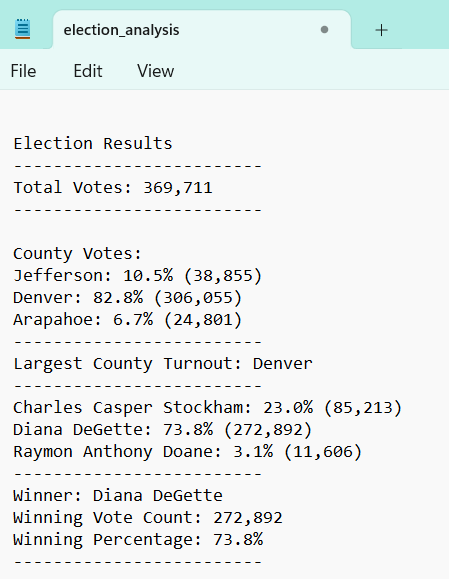 election_analysis
File Edit View
Election Results
-------------------------
Total Votes: 369,711
-------------------------
County Votes:
Jefferson: 10.5% (38,855)
Denver: 82.8% (306,055)
Arapahoe: 6.7% (24,801)
-------------------------
Largest County Turnout: Denver
-------------------------
Charles Casper Stockham: 23.0% (85,213)
Diana DeGette: 73.8% (272,892)
Raymon Anthony Doane: 3.1% (11,606)
-------------------------
Winner: Diana DeGette
Winning Vote Count: 272,892
Winning Percentage: 73.8%
-------------------------